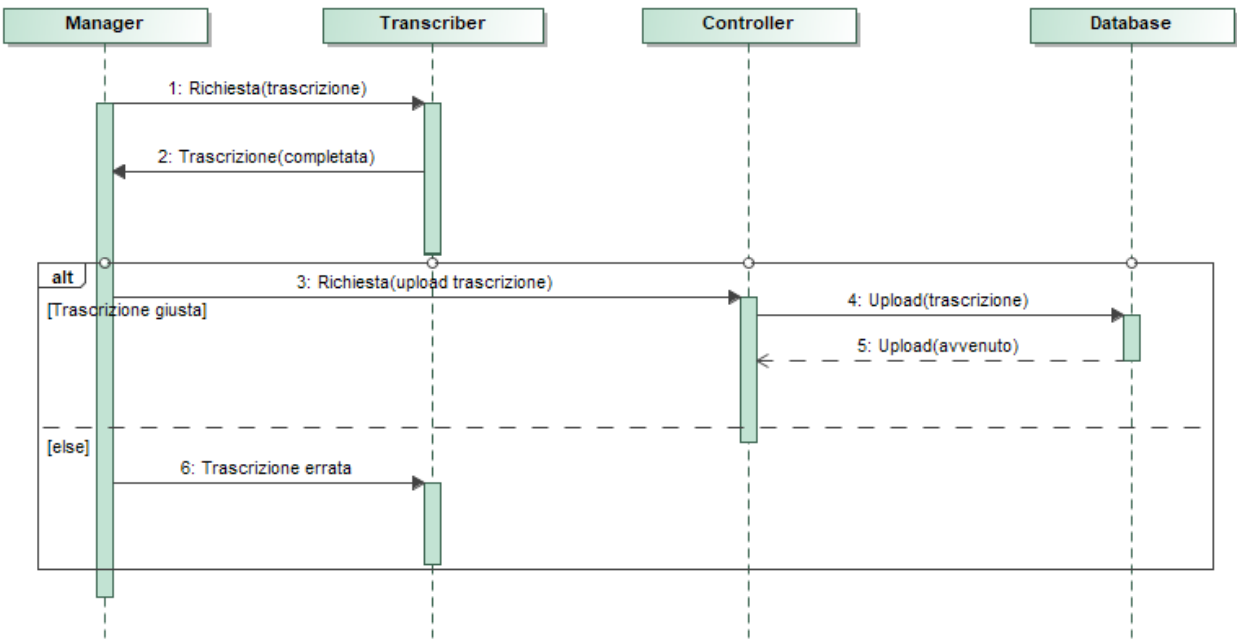 Manager
Transcriber
Controller
Database
1: Richiesta(trascrizione)
2: Trascrizione(completata)
alt
3: Richiesta(upload trascrizione)
[Trascrizione giusta]
4: Upload(trascrizione)
5: Upload(avvenuto)
[else]
6: Trascrizione errata